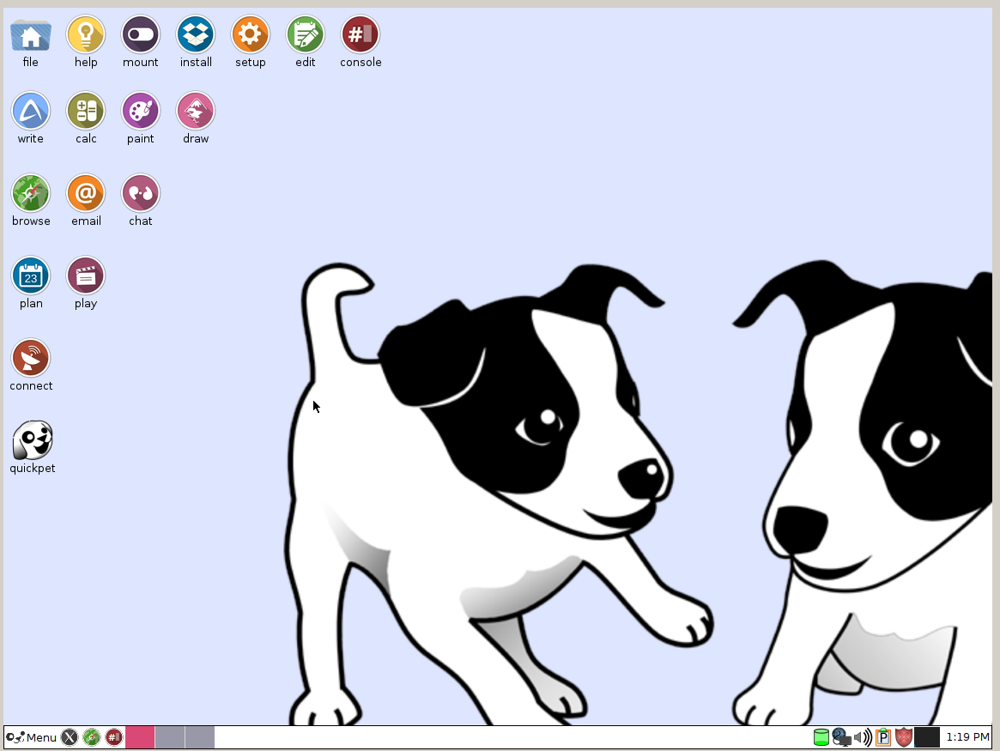 file help mount install setup edit console
write calc paint draw
browse email chat
23
plan play
connect
quickpet
Menu X # # P 1:19 PM